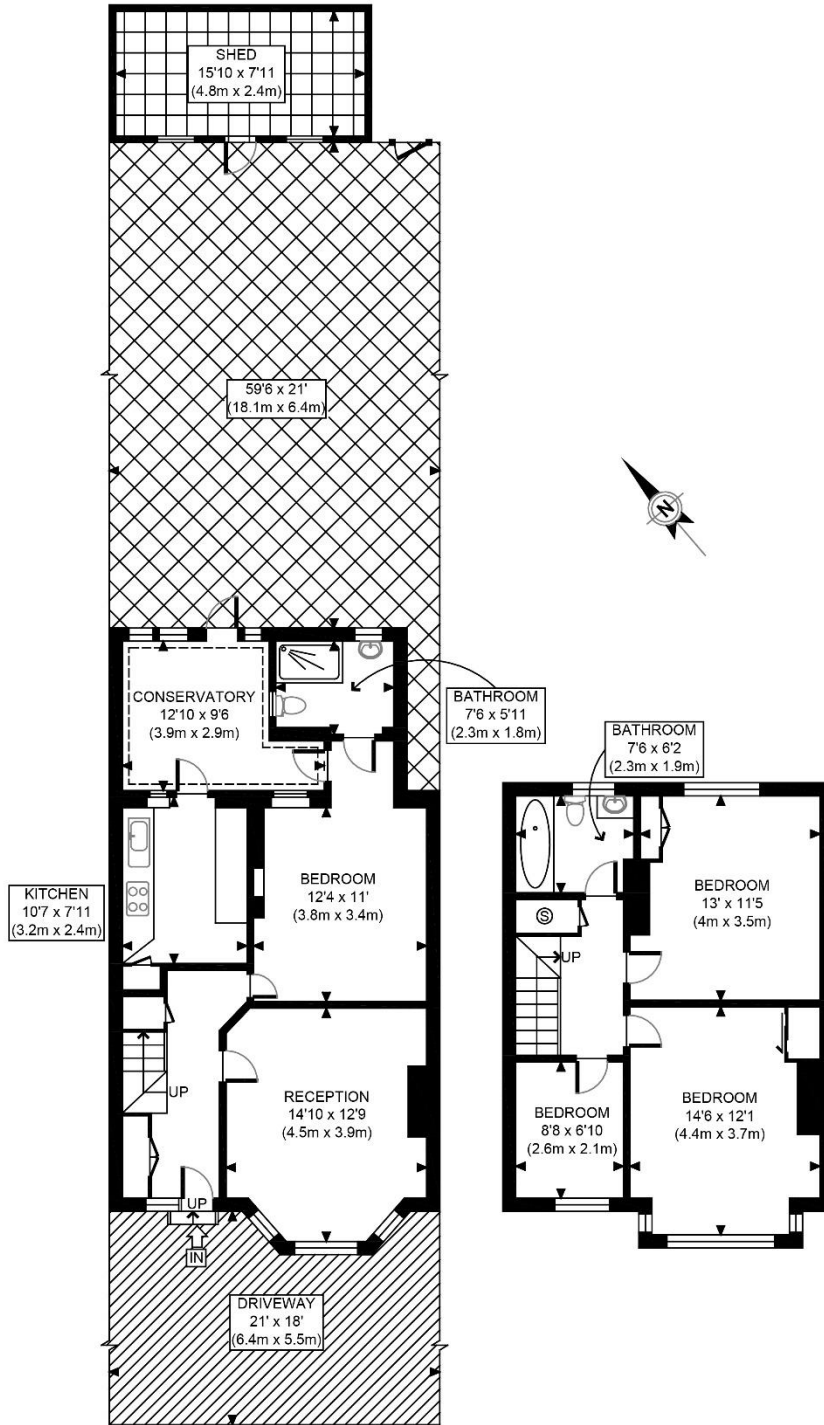 SHED
15'10 x 7'11
(4.8m x 2.4m)
59'6 x 21'
(18.1m x 6.4m)
N
CONSERVATORY
12'10 x 9'6
(3.9m x 2.9m)
BATHROOM
7'6 x 5'11
(2.3m x 1.8m)
BATHROOM
7'6 x 6'2
(2.3m x 1.9m)
KITCHEN
10'7 x 7'11
(3.2m x 2.4m)
BEDROOM
12'4 x 11'
(3.8m x 3.4m)
BEDROOM
13' x 11'5
(4m x 3.5m)
S
UP
UP
RECEPTION
14'10 x 12'9
(4.5m x 3.9m)
BEDROOM
8'8 x 6'10
(2.6m x 2.1m)
BEDROOM
14'6 x 12'1
(4.4m x 3.7m)
UP
IN
DRIVEWAY
21' x 18'
(6.4m x 5.5m)